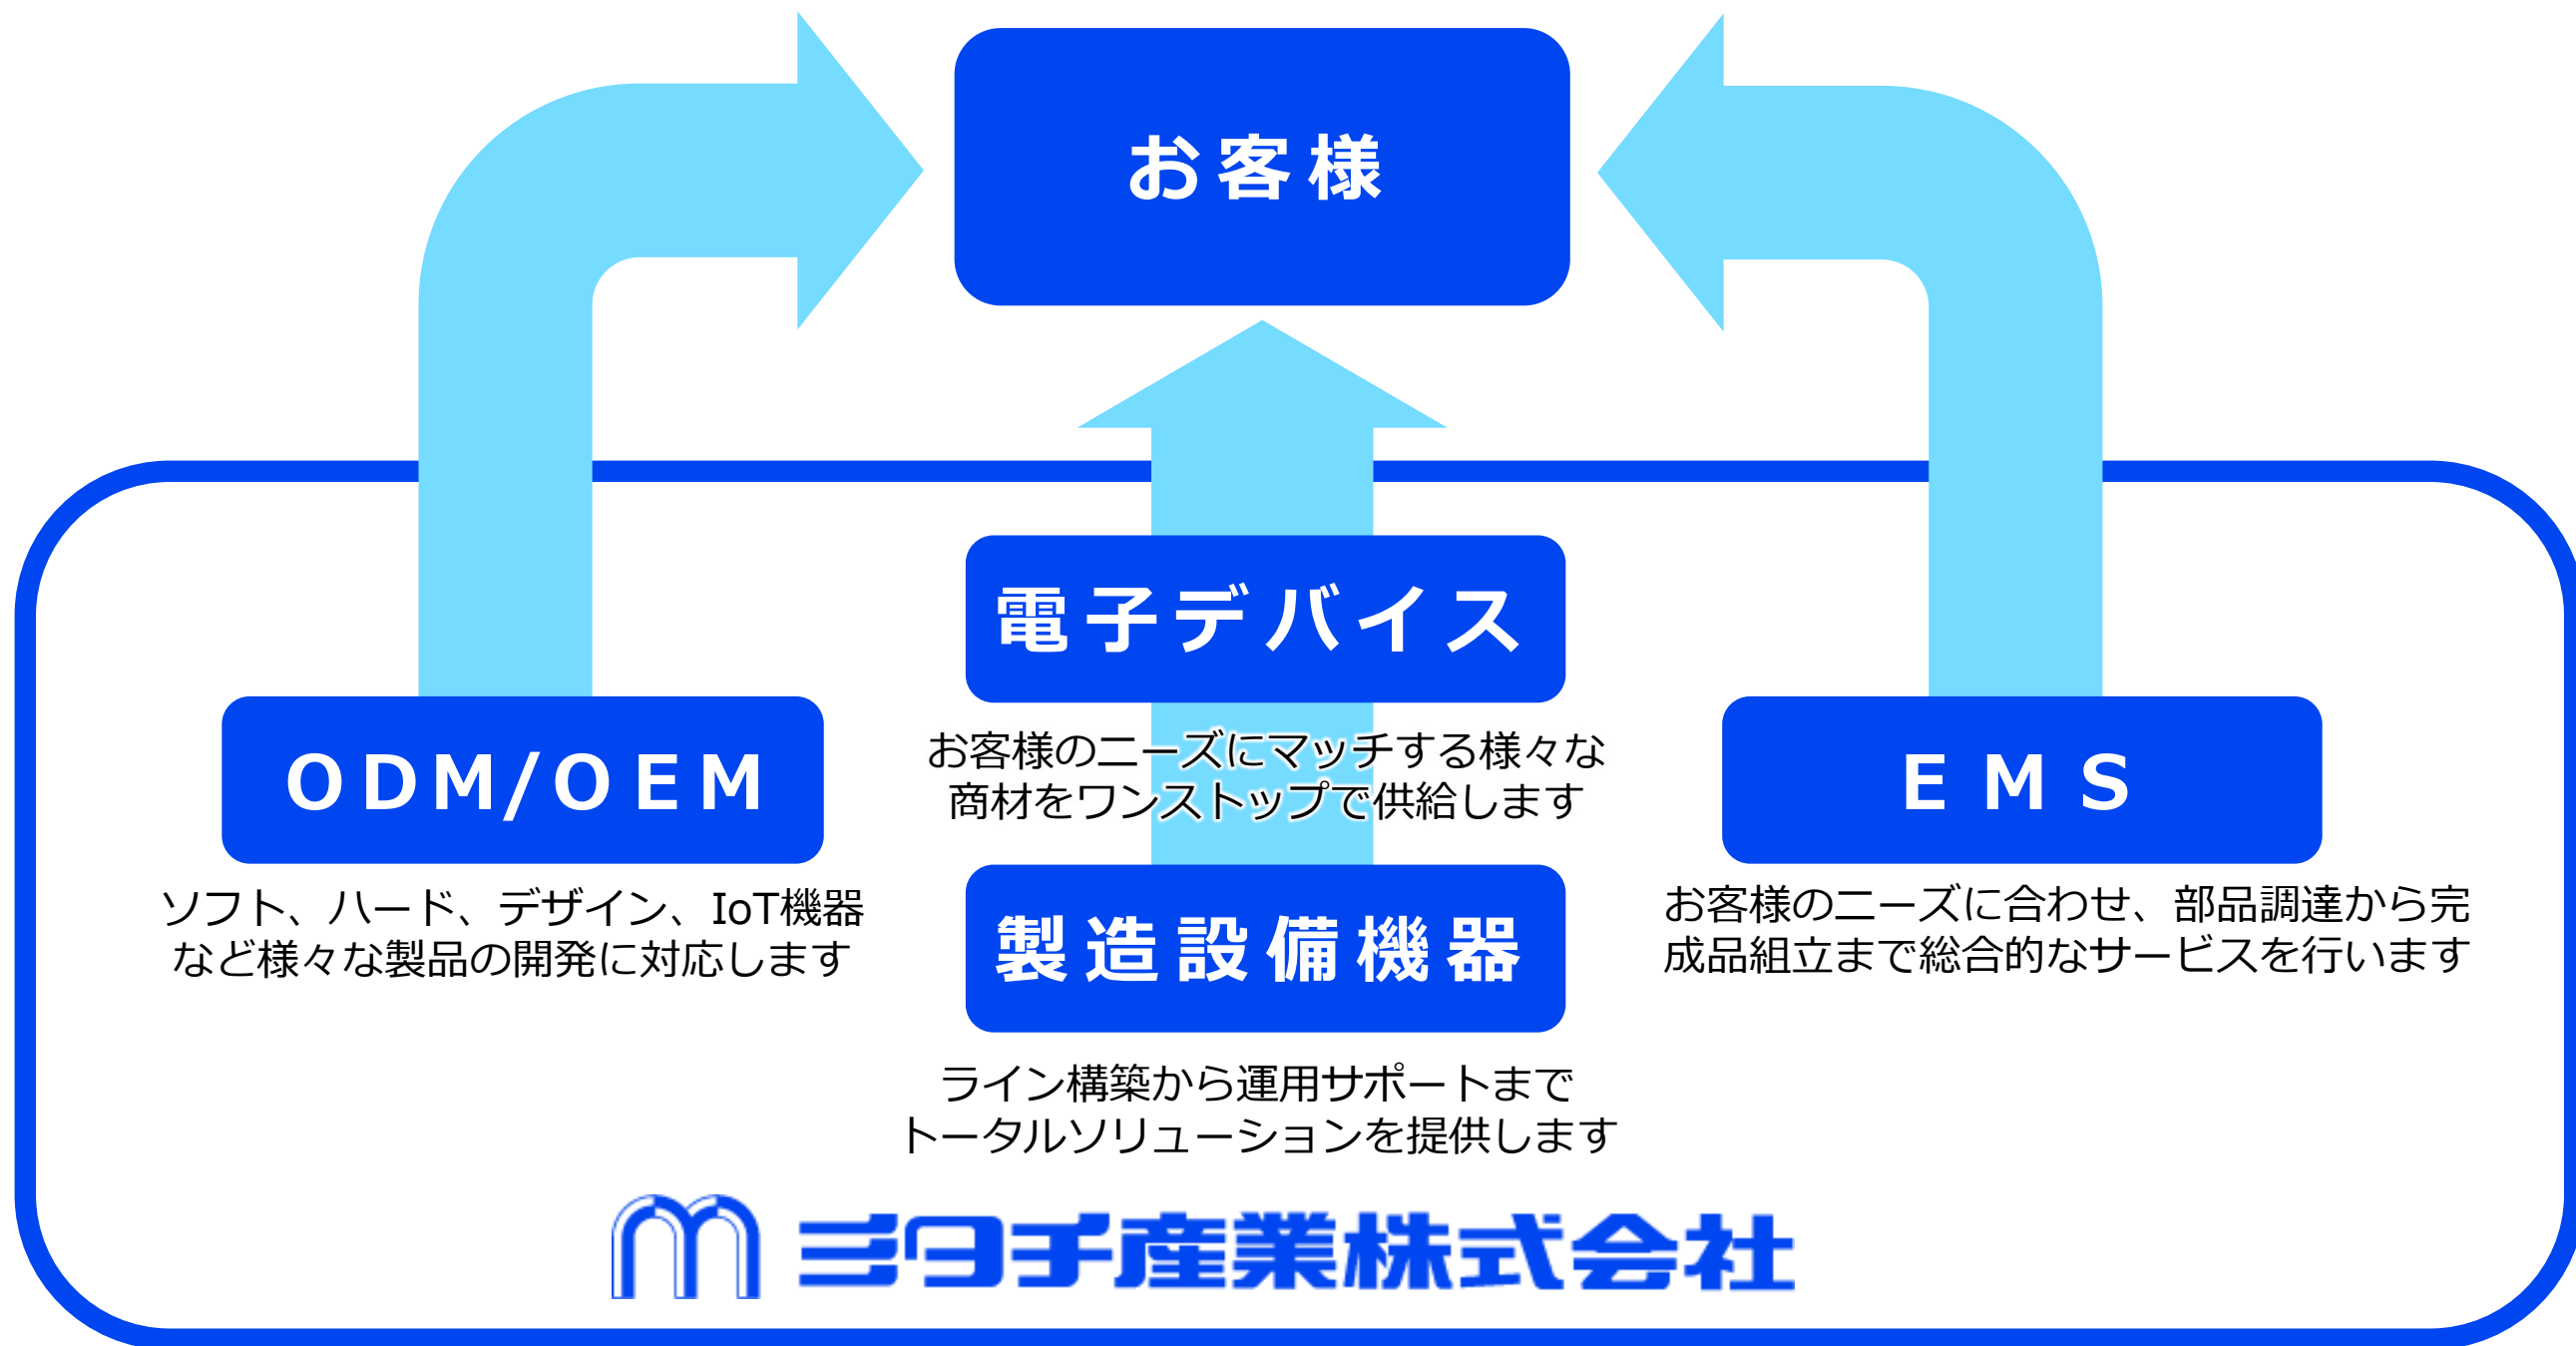 お客様
電子デバイス
お客様のニーズにマッチする様々な
商材をワンストップで供給します
ODM/OEM
ソフト、ハード、デザイン、IoT機器
など様々な製品の開発に対応します
製造設備機器
ライン構築から運用サポートまで
トータルソリューションを提供します
EMS
お客様のニーズに合わせ、部品調達から完
成品組立まで総合的なサービスを行います
ミタチ産業株式会社